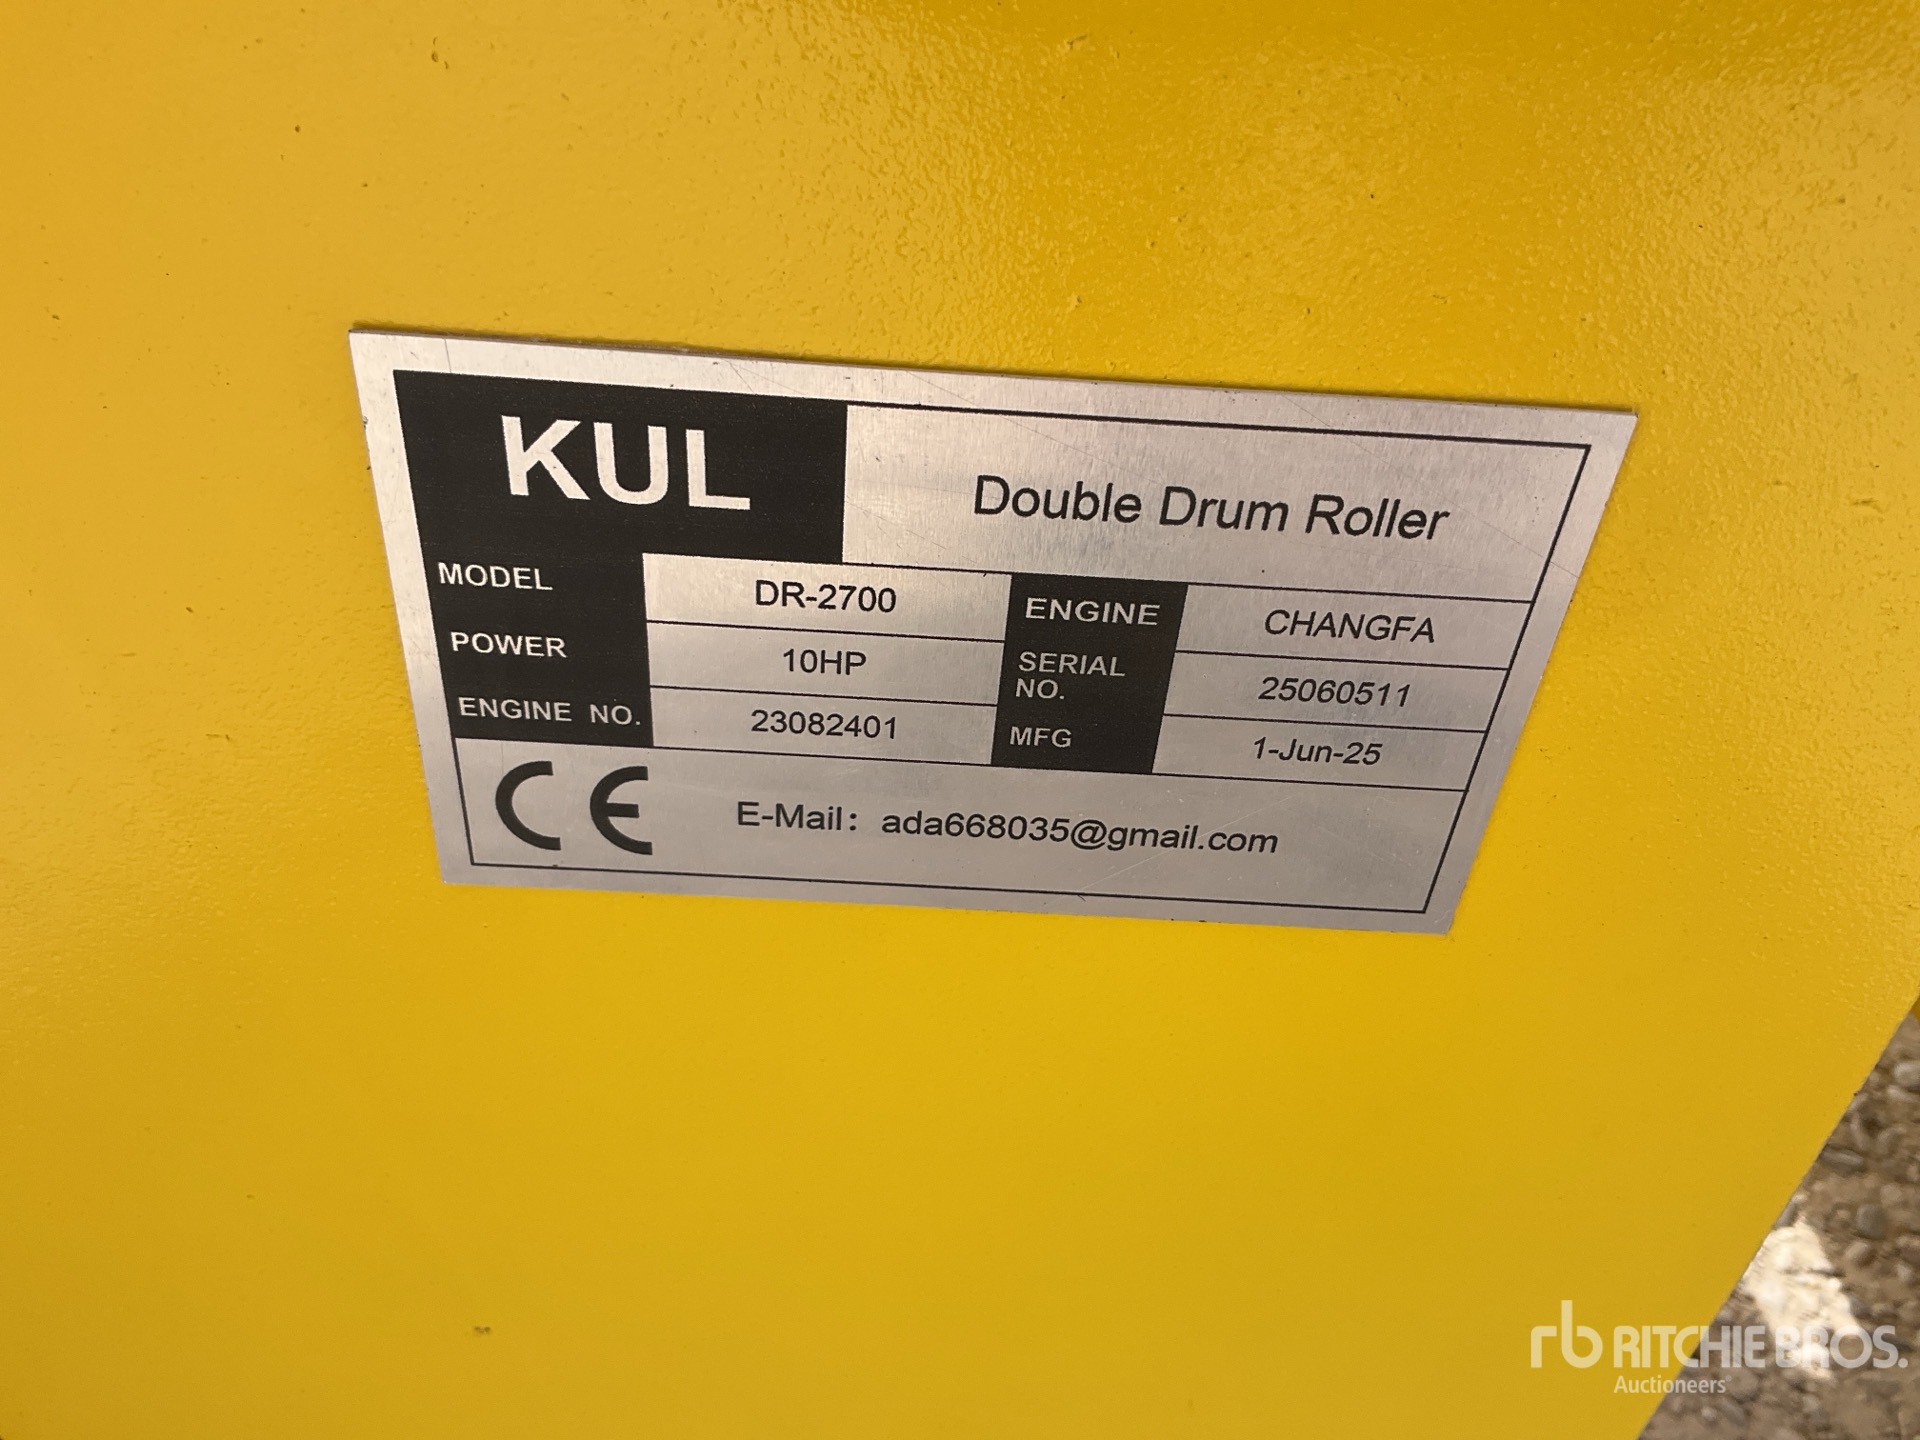 KUL
Double Drum Roller
MODEL DR-2700 ENGINE CHANGFA
POWER 10HP SERIAL NO. 25060511
ENGINE NO. 23082401 MFG 1-Jun-25
CE E-Mail: ada668035@gmail.com
rb RITCHIE BROS.
Auctioneers